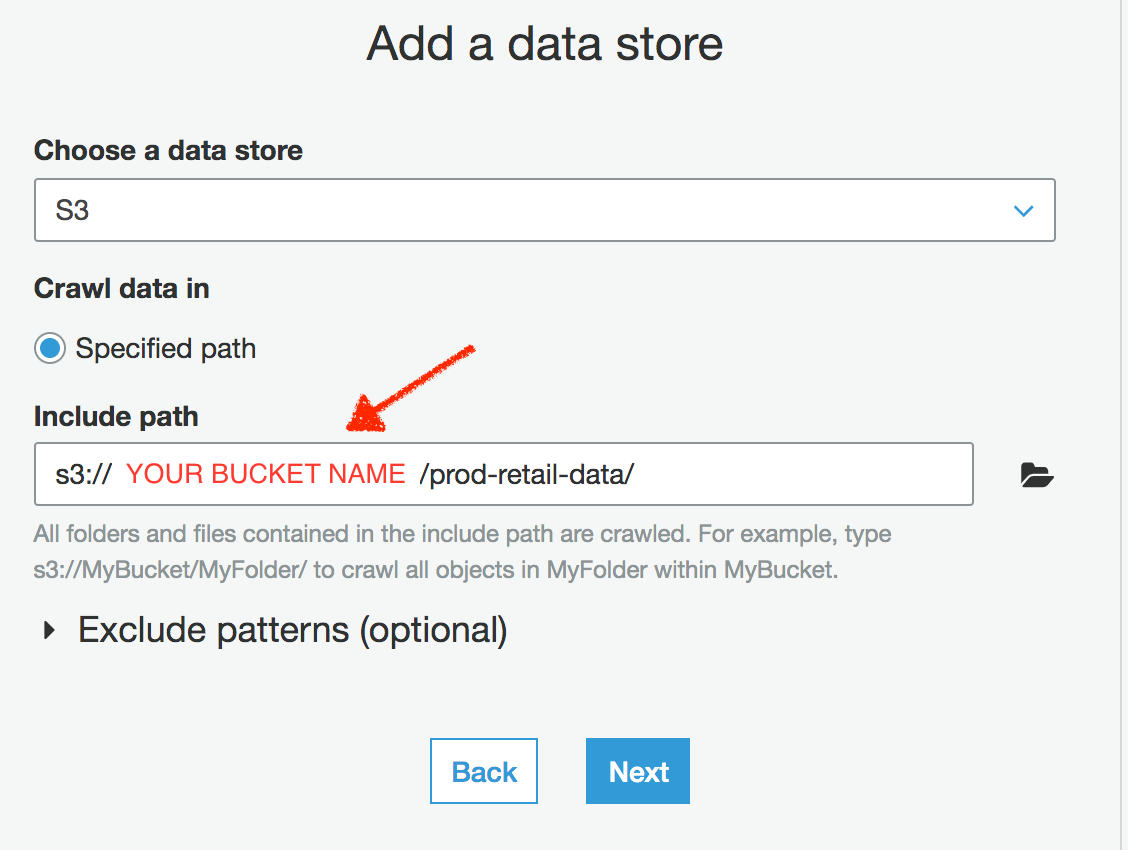 Add a data store
Choose a data store
S3
Crawl data in
Specified path
Include path
s3:// YOUR BUCKET NAME /prod-retail-data/
All folders and files contained in the include path are crawled. For example, type
s3://MyBucket/MyFolder/ to crawl all objects in MyFolder within MyBucket.
Exclude patterns (optional)
Back Next